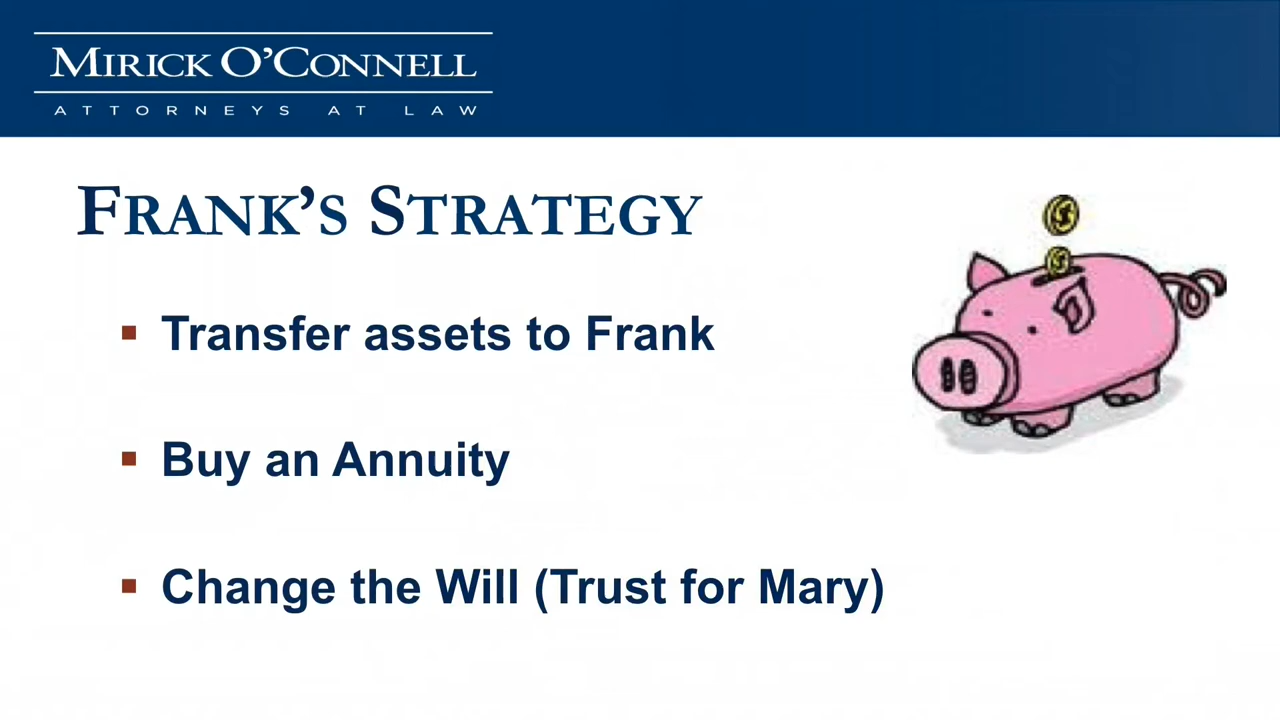 MIRICK O'CONNELL
ATTORNEYS AT LAW
FRANK'S STRATEGY
▪ Transfer assets to Frank
▪ Buy an Annuity
▪ Change the Will (Trust for Mary)